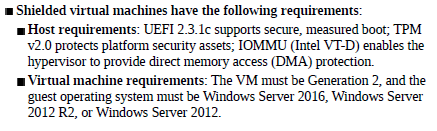 ■ Shielded virtual machines have the following requirements:
■ Host requirements: UEFI 2.3.1c supports secure, measured boot; TPM
v2.0 protects platform security assets; IOMMU (Intel VT-D) enables the
hypervisor to provide direct memory access (DMA) protection.
■ Virtual machine requirements: The VM must be Generation 2, and the
guest operating system must be Windows Server 2016, Windows Server
2012 R2, or Windows Server 2012.